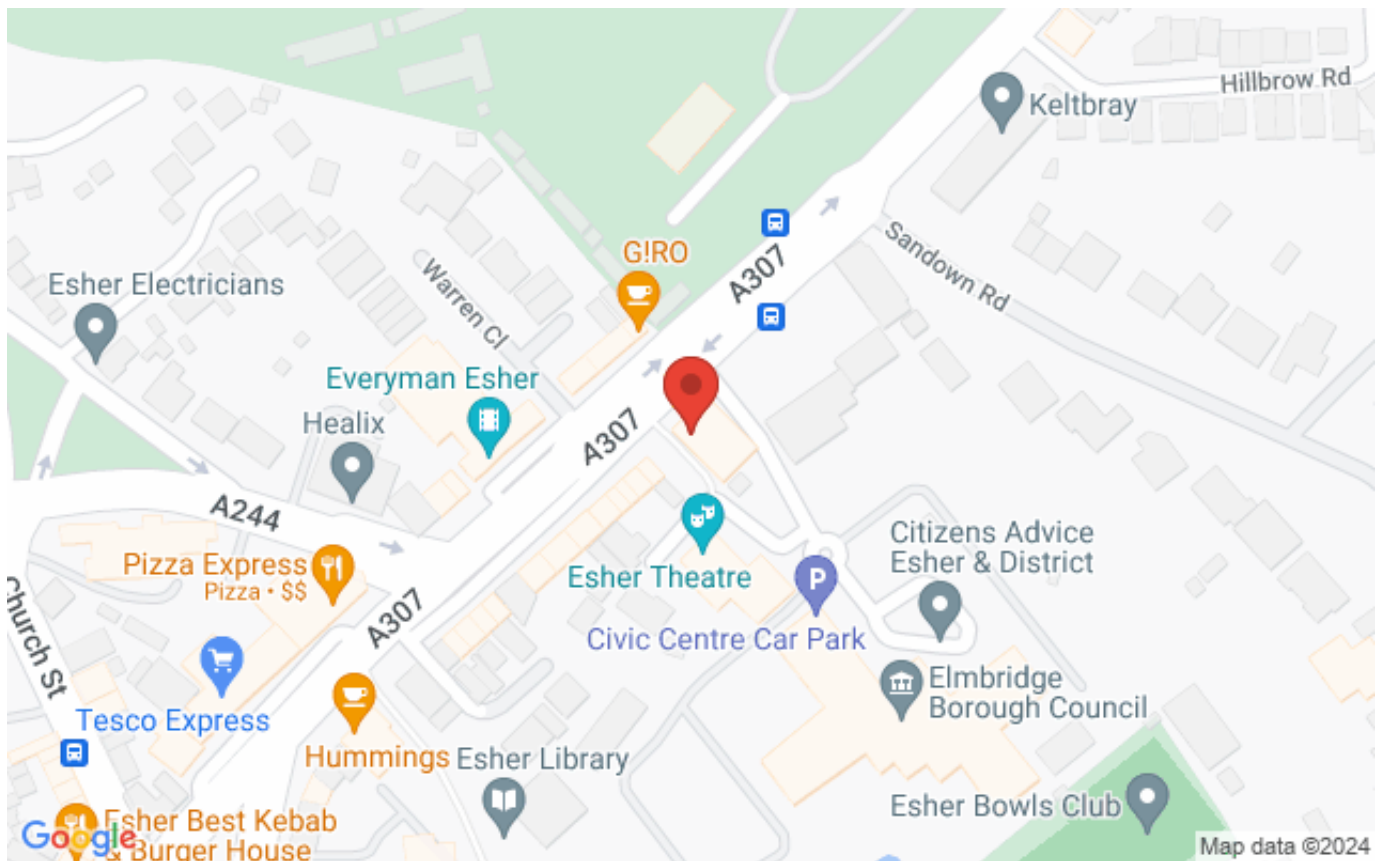 Hillbrow Rd
Keltbray
Sandown Rd
G!RO
A307
Esher Electricians
Warren Cl
Everyman Esher
Healix
A307
A244
Pizza Express
Pizza • $$
Esher Theatre
Citizens Advice
Esher & District
Church St
A307
Civic Centre Car Park
P
Elmbridge
Borough Council
Tesco Express
Hummings
Esher Library
Esher Bowls Club
Esher Best Kebab
& Burger House
Google
Map data ©2024